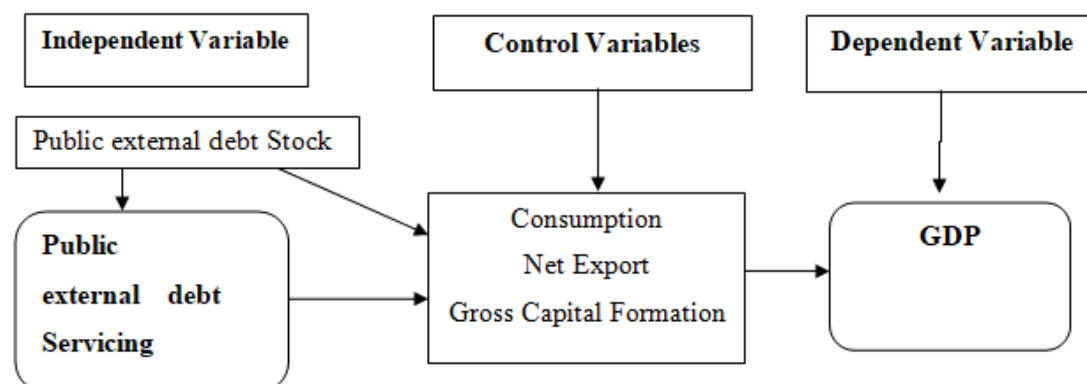 Independent Variable
Control Variables
Dependent Variable
Public external debt Stock
Public
external debt
Servicing
Consumption
Net Export
Gross Capital Formation
GDP